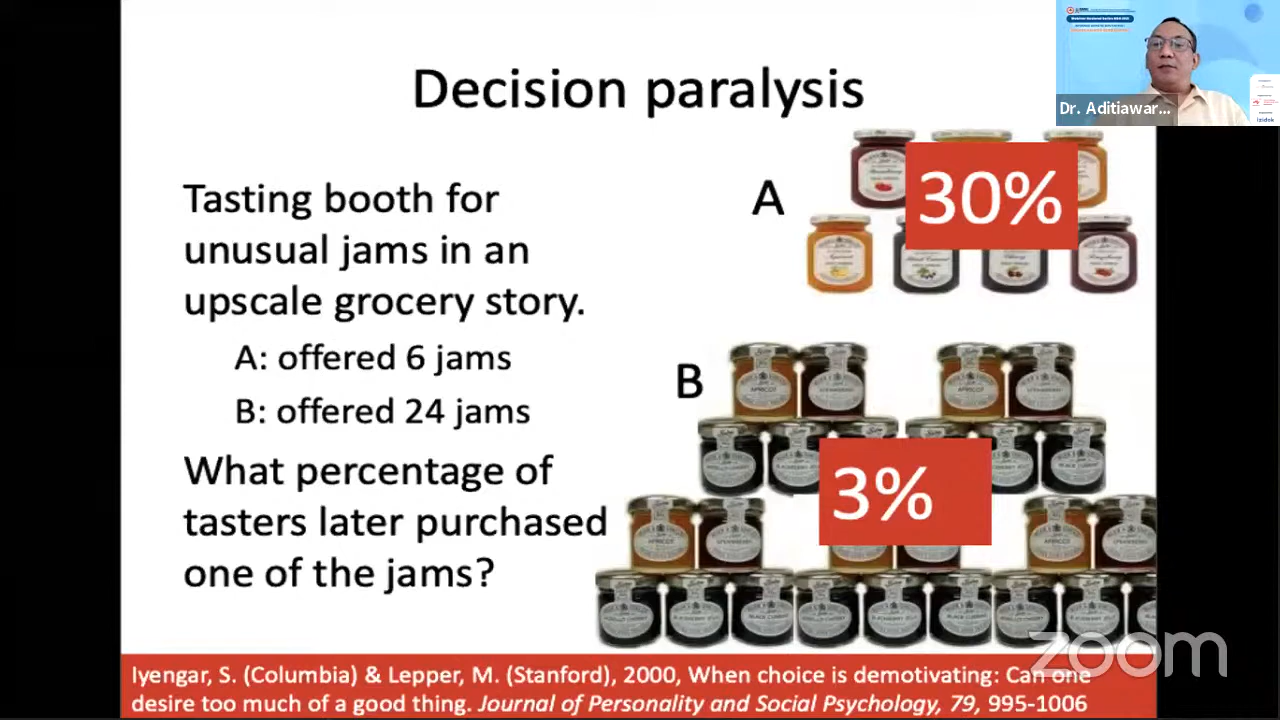 Decision paralysis
Dr. Aditiawar...
Tasting booth for
unusual jams in an
upscale grocery story.
A: offered 6 jams
B: offered 24 jams
What percentage of
tasters later purchased
one of the jams?
A
30%
B
3%
zoom
Iyengar, S. (Columbia) & Lepper, M. (Stanford), 2000, When choice is demotivating: Can one
desire too much of a good thing. Journal of Personality and Social Psychology, 79, 995-1006
izidok